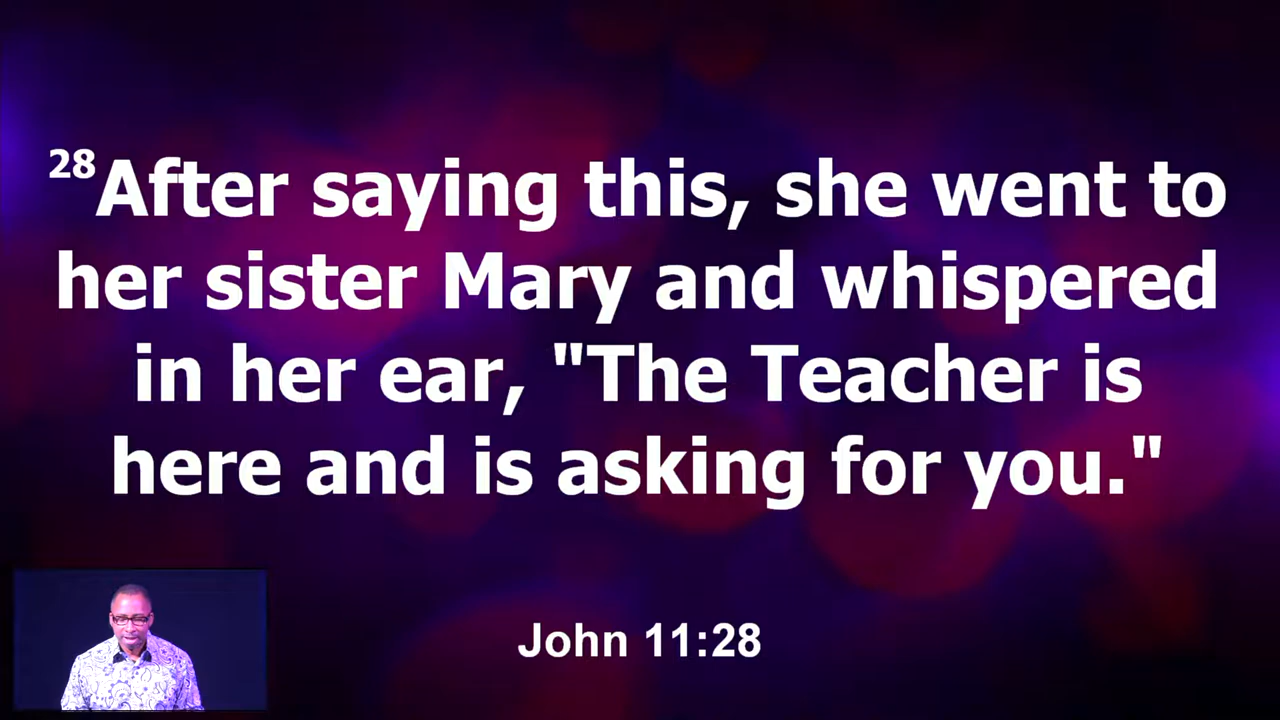 28After saying this, she went to
her sister Mary and whispered
in her ear, "The Teacher is
here and is asking for you."
John 11:28